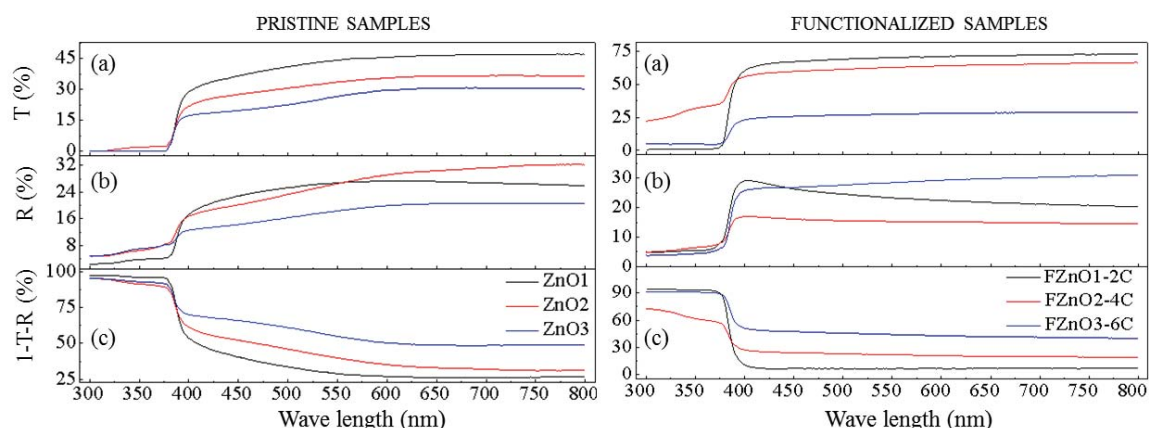 PRISTINE SAMPLES
T (%)
45
30
15
0
(a)
R (%)
32
24
16
8
(b)
1-T-R (%)
100
75
50
25
(c)
ZnO1
ZnO2
ZnO3
300 350 400 450 500 550 600 650 700 750 800
Wave length (nm)
FUNCTIONALIZED SAMPLES
75
50
25
0
(a)
30
20
10
0
(b)
90
60
30
0
(c)
FZnO1-2C
FZnO2-4C
FZnO3-6C
300 350 400 450 500 550 600 650 700 750 800
Wave length (nm)